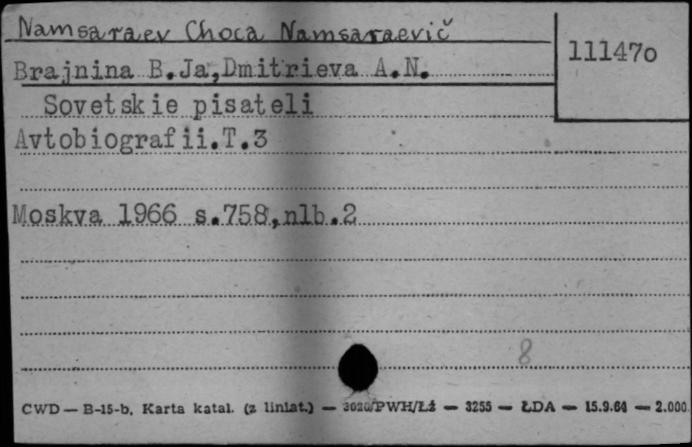 Namsaraev Choca Namsaraevič
11147o
Brajnina B.Ja,Dmitrieva A.N.
Sovetskie pisateli
Avtobiografii.T.3
Moskva 1966 s.758,nlb.2
8
CWD — B-15-b. Karta katal. (z liniat.) — 3020/PWH/Łź — 3255 — ŁDA — 15.9.64 — 2.000